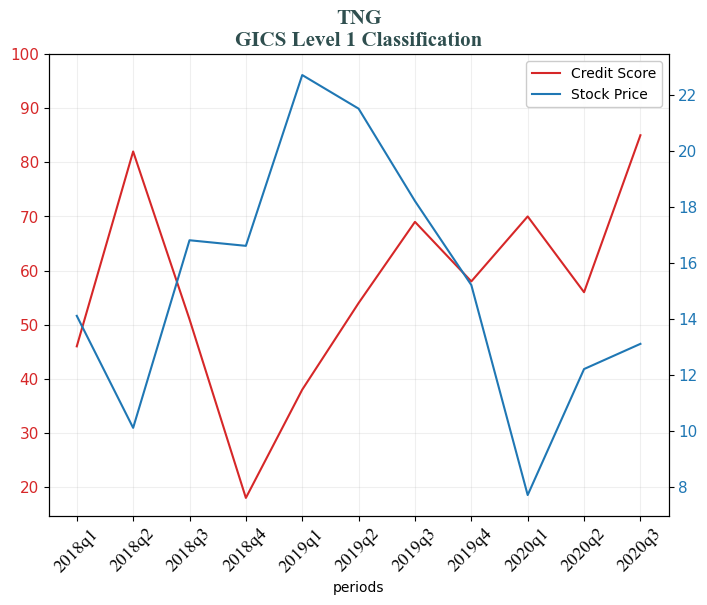 TNG
GICS Level 1 Classification
Credit Score
Stock Price
100
90
80
70
60
50
40
30
20
22
20
18
16
14
12
10
8
2018q1
2018q2
2018q3
2018q4
2019q1
2019q2
2019q3
2019q4
2020q1
2020q2
2020q3
periods